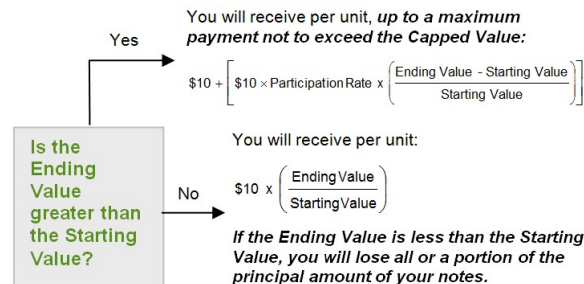 You will receive per unit, up to a maximum
payment not to exceed the Capped Value:
Yes
$10 + [ $10 × Participation Rate x ( Ending Value - Starting Value / Starting Value ) ]
Is the
Ending
Value
greater than
the Starting
Value?
No
You will receive per unit:
$10 x ( Ending Value / Starting Value )
If the Ending Value is less than the Starting
Value, you will lose all or a portion of the
principal amount of your notes.